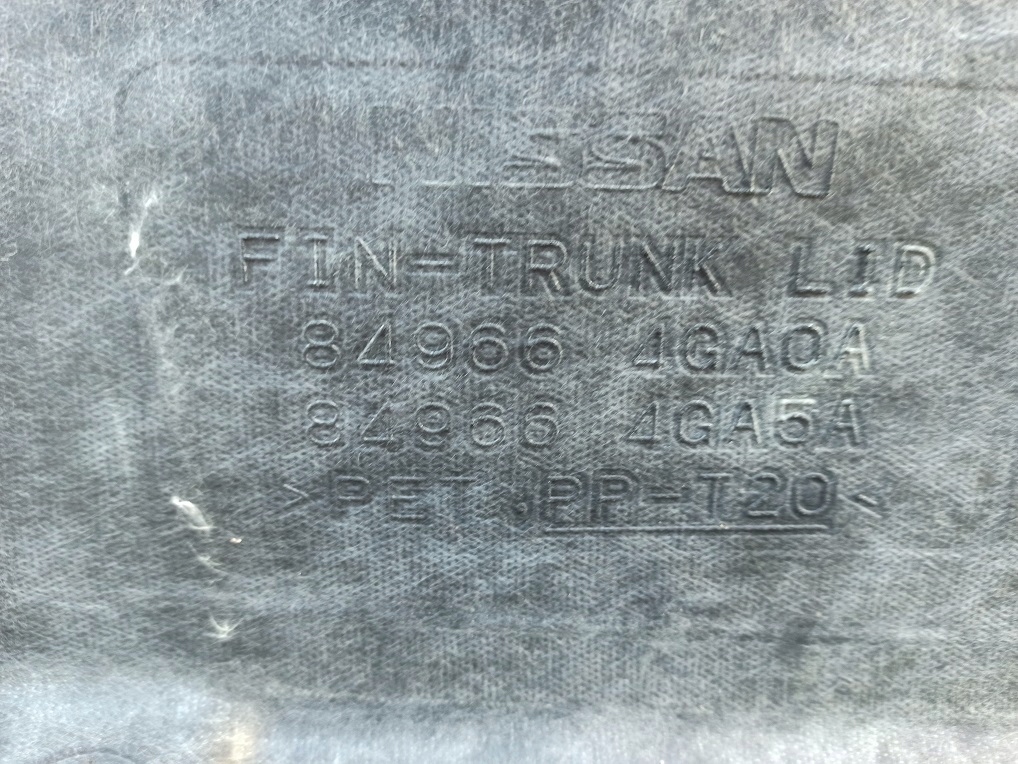 NISSAN
FIN-TRUNK LID
84966 4GA0A
84966 4GA5A
>PET,PP-T20<